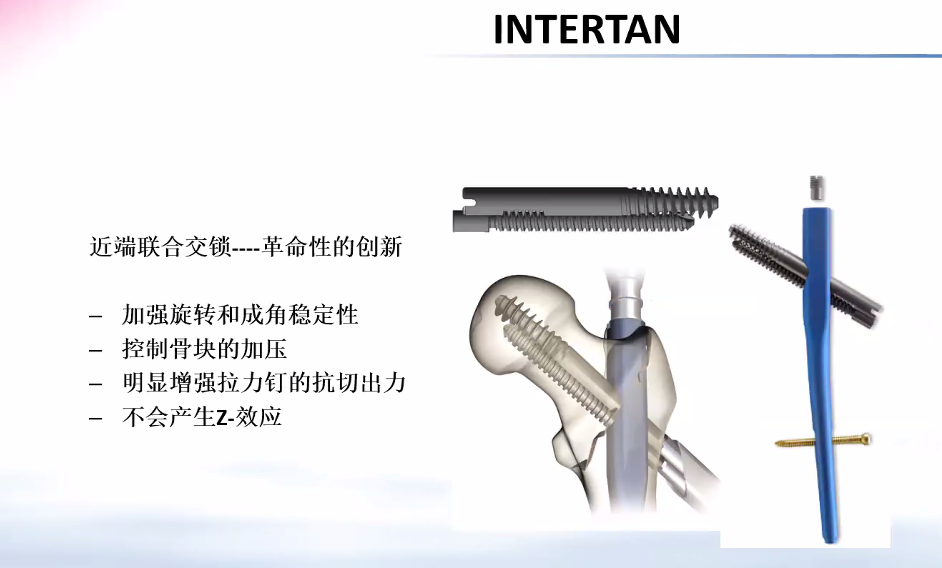 INTERTAN
近端联合交锁----革命性的创新
– 加强旋转和成角稳定性
– 控制骨块的加压
– 明显增强拉力钉的抗切出力
– 不会产生Z-效应